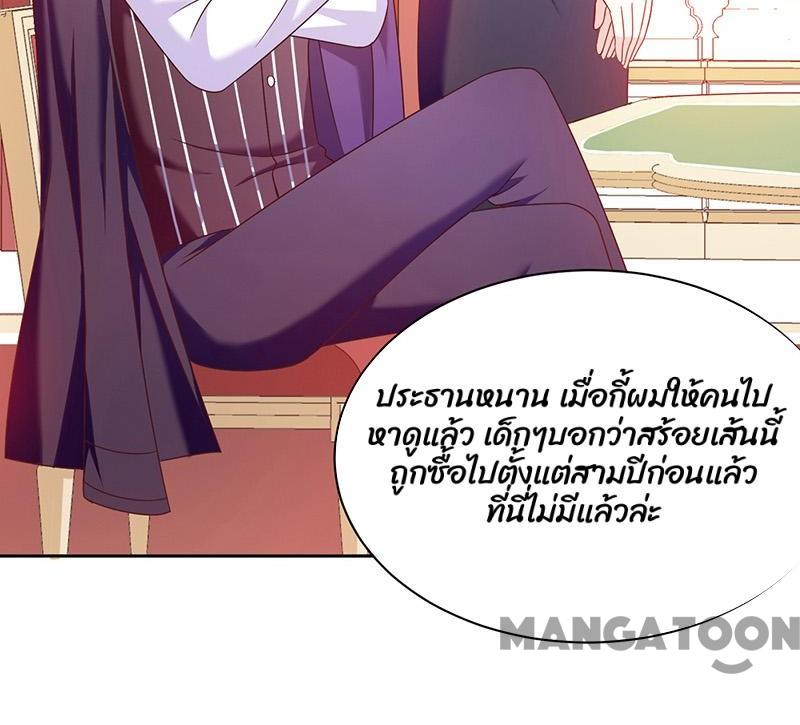 ประธานหนาน เมื่อกี้ผมให้คนไป
หาดูแล้ว เด็กๆบอกว่าสร้อยเส้นนี้
ถูกซื้อไปตั้งแต่สามปีก่อนแล้ว
ที่นี่ไม่มีแล้วล่ะ
MANGATOON